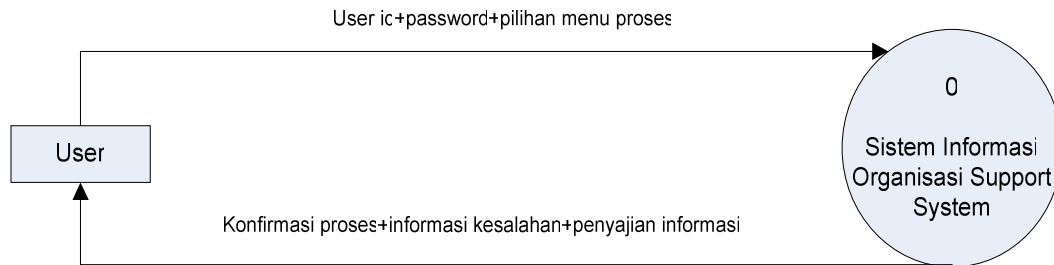 User ic+password+pilihan menu proses
0
User
Sistem Informasi
Organisasi Support
System
Konfirmasi proses+informasi kesalahan+penyajian informasi